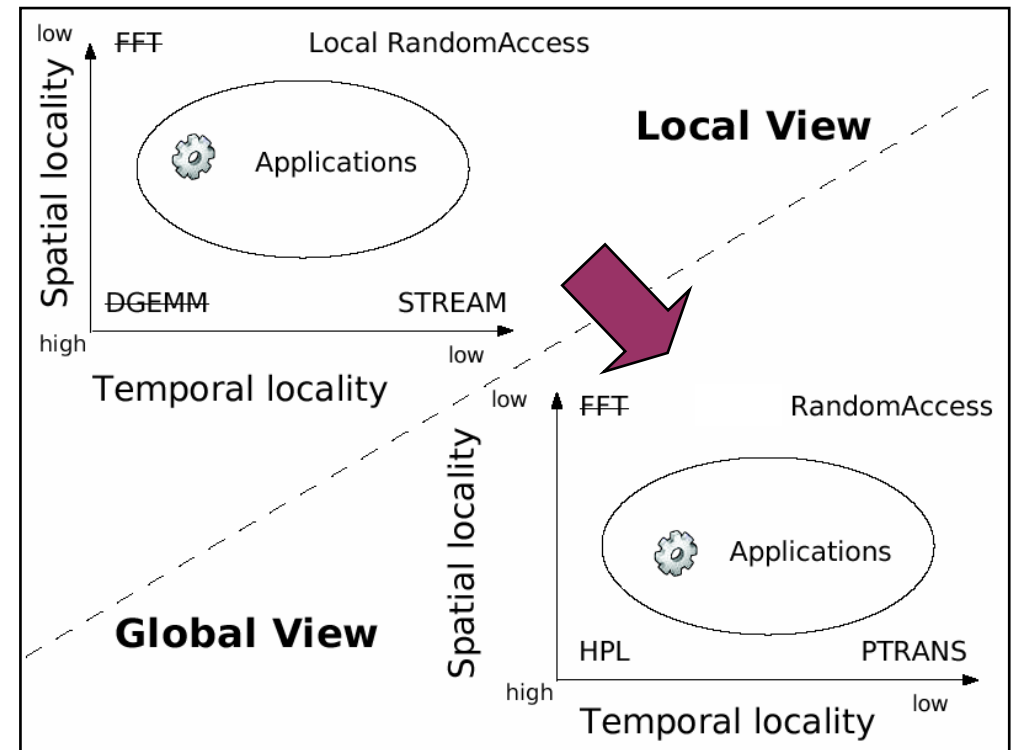 low
FFT
Local RandomAccess
Spatial locality
Local View
Applications
DGEMM
STREAM
high
low
Temporal locality
low
FFT
RandomAccess
Spatial locality
Applications
Global View
HPL
PTRANS
high
low
Temporal locality